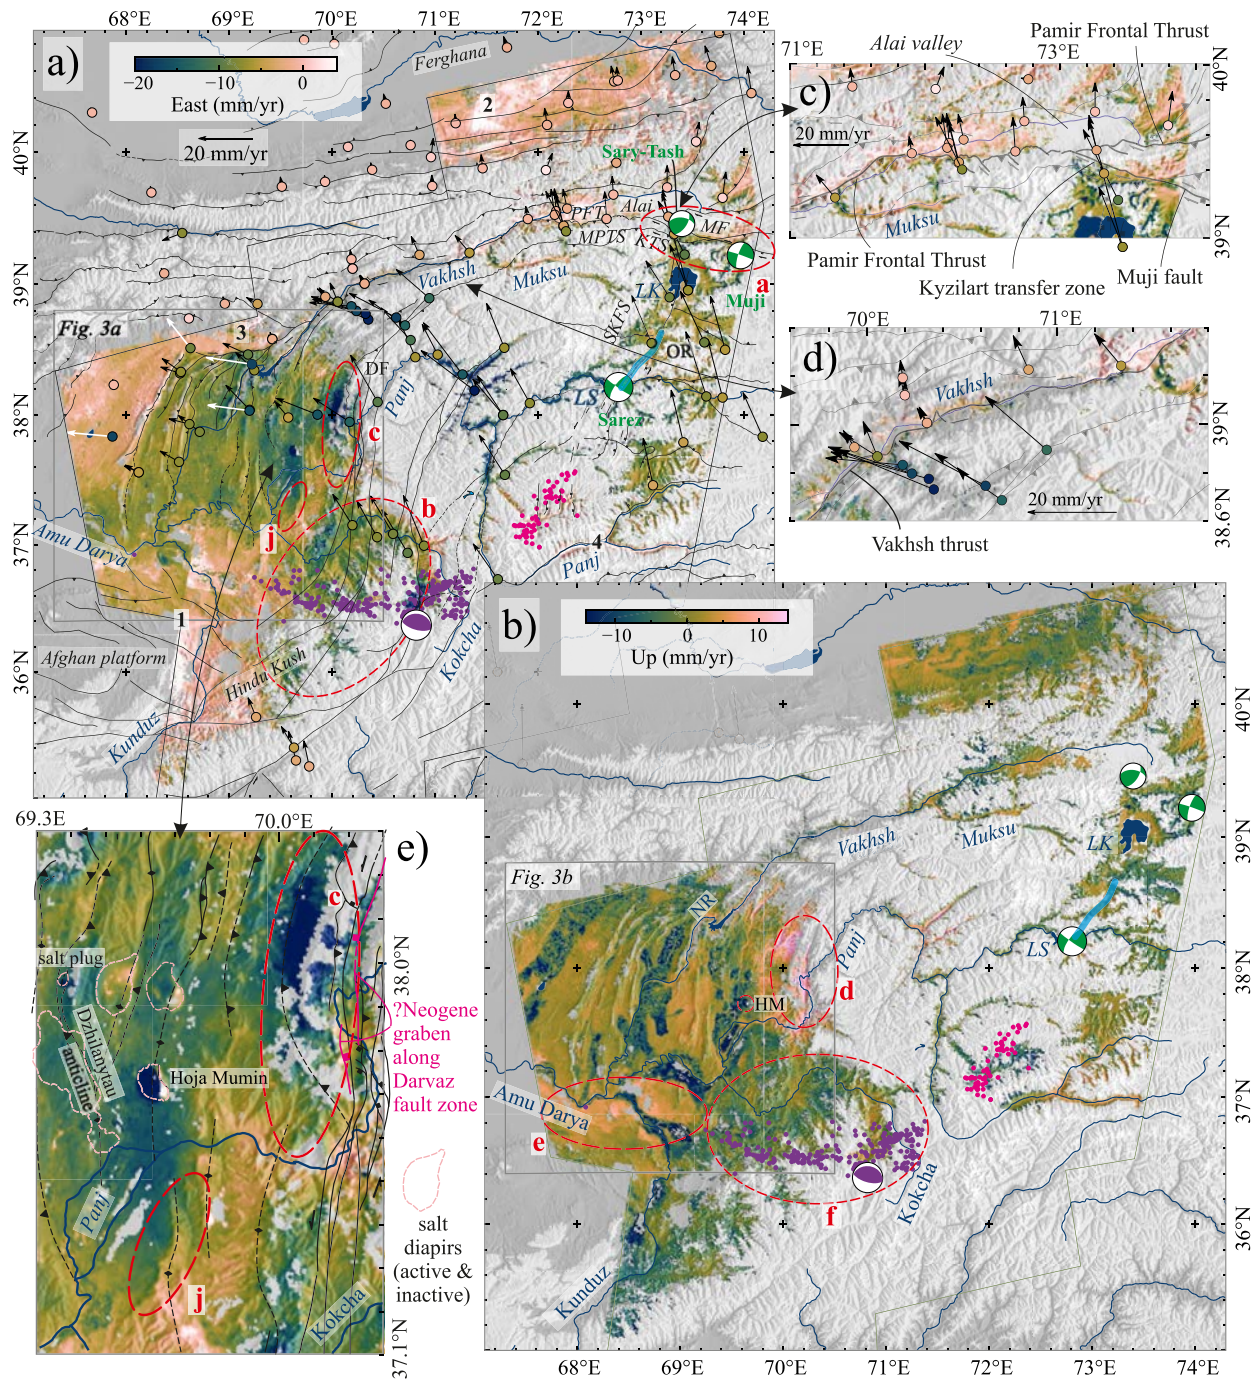 68°E 69°E 70°E 71°E 72°E 73°E 74°E
a)
−20 −10 0
East (mm/yr)
20 mm/yr
Ferghana
2
Sary-Tash
Alai
PFT
MPTS
MF
KTS
a
Muji
Vakhsh
Muksu
LK
SKFS
OR
Fig. 3a
3
DF
Panj
LS
Sarez
c
b
j
Amu Darya
4
Panj
1
Afghan platform
Hindu Kush
Kokcha
Kunduz
40°N
39°N
38°N
37°N
36°N
c)
71°E
73°E
Alai valley
Pamir Frontal Thrust
20 mm/yr
Muksu
40°N
39°N
Pamir Frontal Thrust
Kyzilart transfer zone
Muji fault
d)
70°E
71°E
Vakhsh
20 mm/yr
39°N
38.6°N
Vakhsh thrust
b)
−10 0 10
Up (mm/yr)
Vakhsh
Muksu
LK
Fig. 3b
NR
Panj
LS
HM
d
Amu Darya
e
f
Kokcha
Kunduz
40°N
39°N
38°N
37°N
36°N
68°E 69°E 70°E 71°E 72°E 73°E 74°E
69.3°E
70.0°E
e)
c
salt plug
38.0°N
Dzhilanytau
anticline
Hoja Mumin
?Neogene
graben
along
Darvaz
fault zone
Panj
j
salt
diapirs
(active &
inactive)
Kokcha
37.1°N